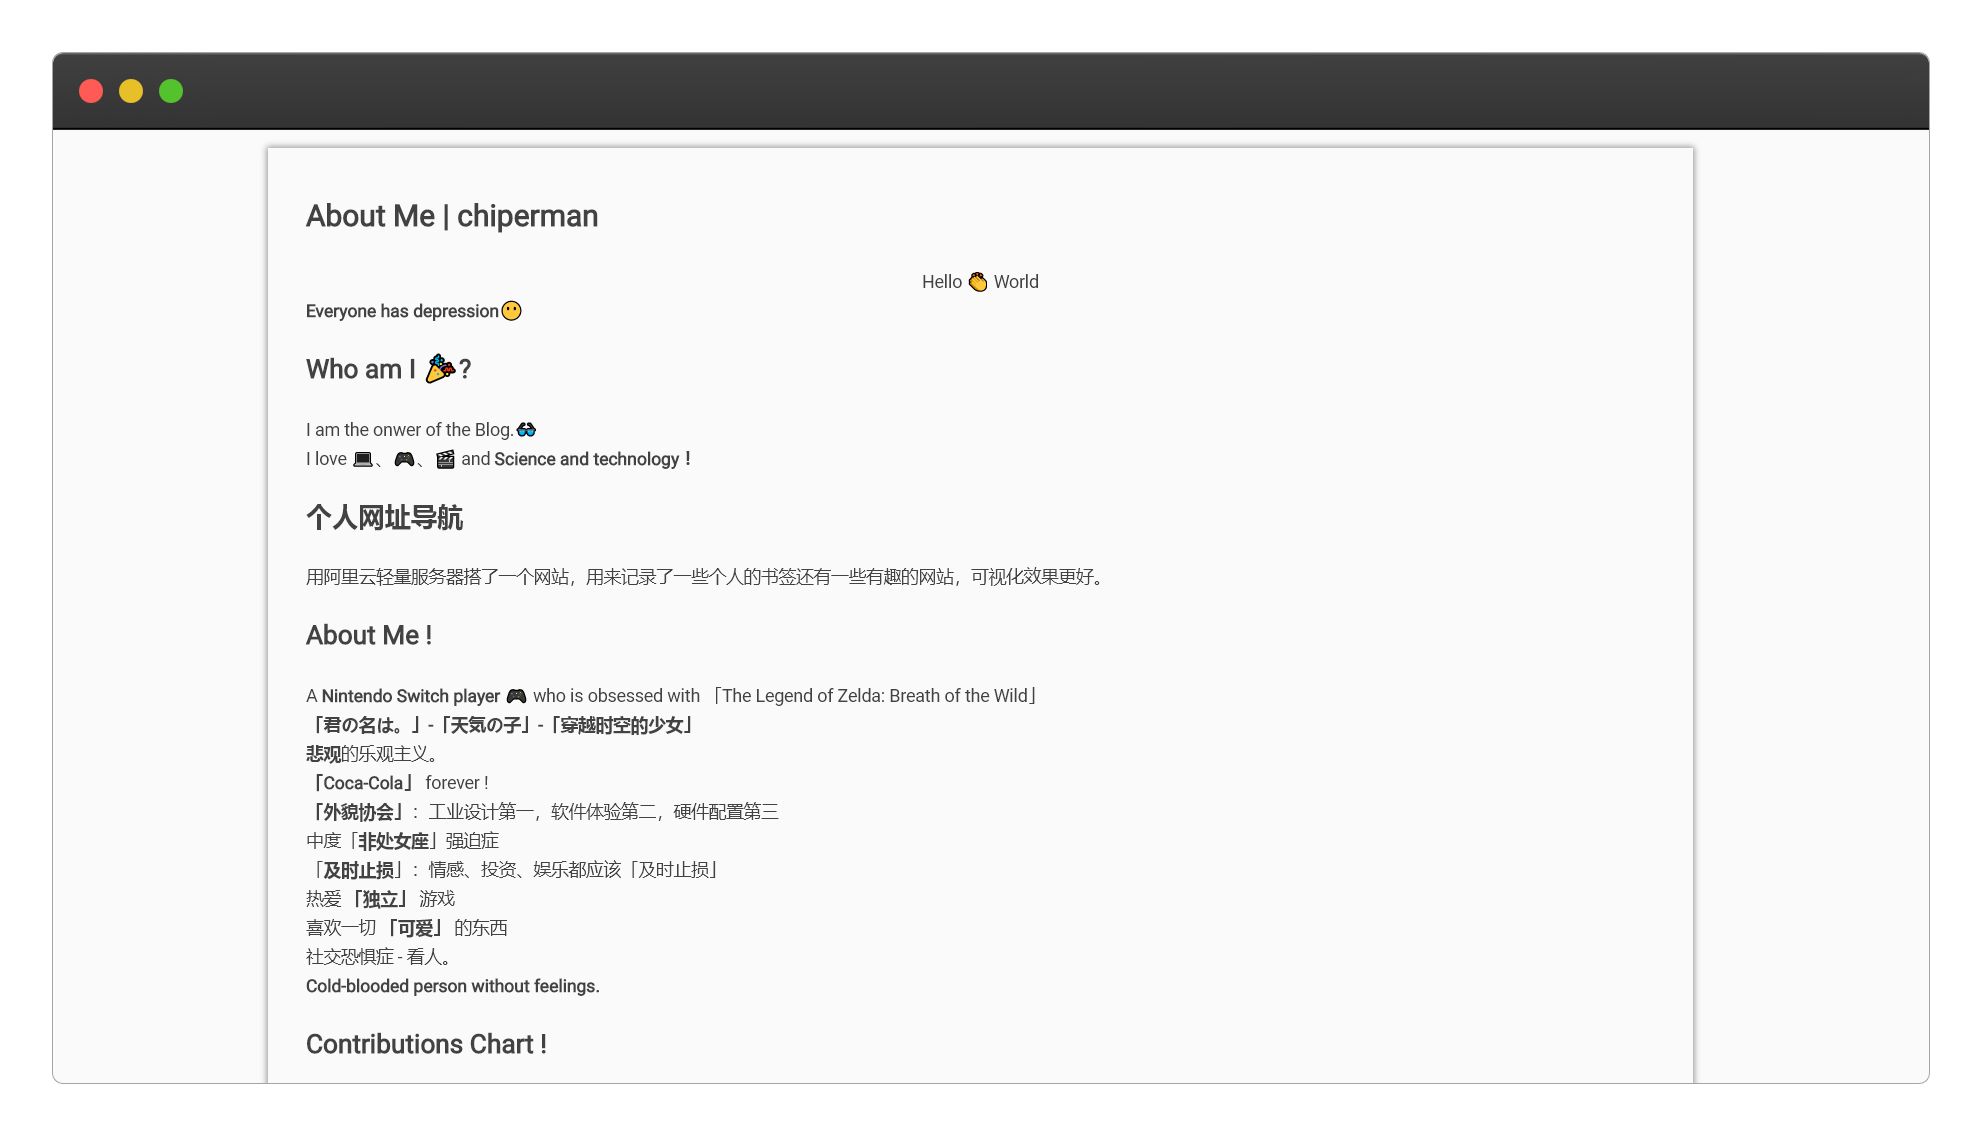 About Me | chiperman
Hello 👏 World
Everyone has depression😶
Who am I 🎉?
I am the onwer of the Blog.👓
I love 💻、🎮、🎬 and Science and technology！
个人网址导航
用阿里云轻量服务器搭了一个网站，用来记录了一些个人的书签还有一些有趣的网站，可视化效果更好。
About Me !
A Nintendo Switch player 🎮 who is obsessed with 「The Legend of Zelda: Breath of the Wild」
「君の名は。」-「天気の子」-「穿越时空的少女」
悲观的乐观主义。
「Coca-Cola」 forever !
「外貌协会」：工业设计第一，软件体验第二，硬件配置第三
中度「非处女座」强迫症
「及时止损」：情感、投资、娱乐都应该「及时止损」
热爱 「独立」 游戏
喜欢一切 「可爱」 的东西
社交恐惧症 - 看人。
Cold-blooded person without feelings.
Contributions Chart !